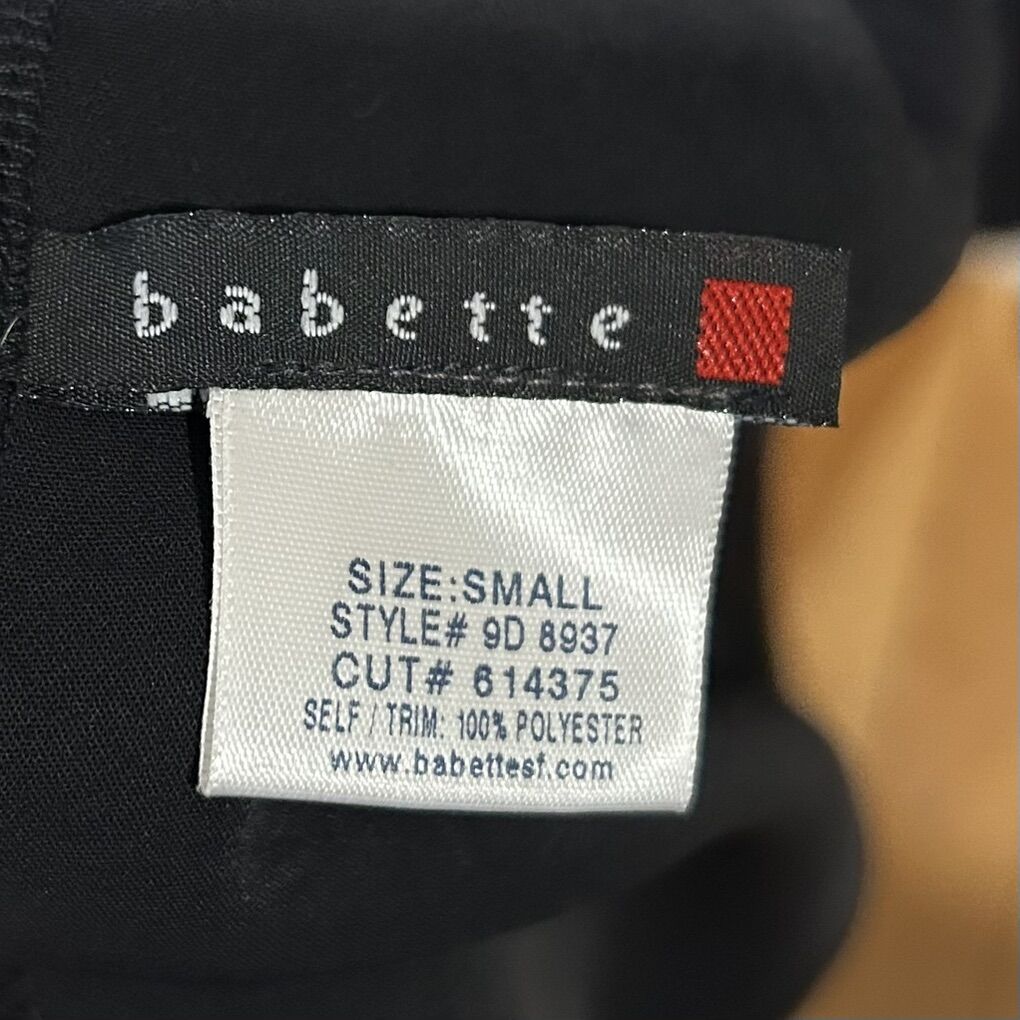 babette
SIZE:SMALL
STYLE# 9D 8937
CUT# 614375
SELF / TRIM: 100% POLYESTER
www.babettesf.com